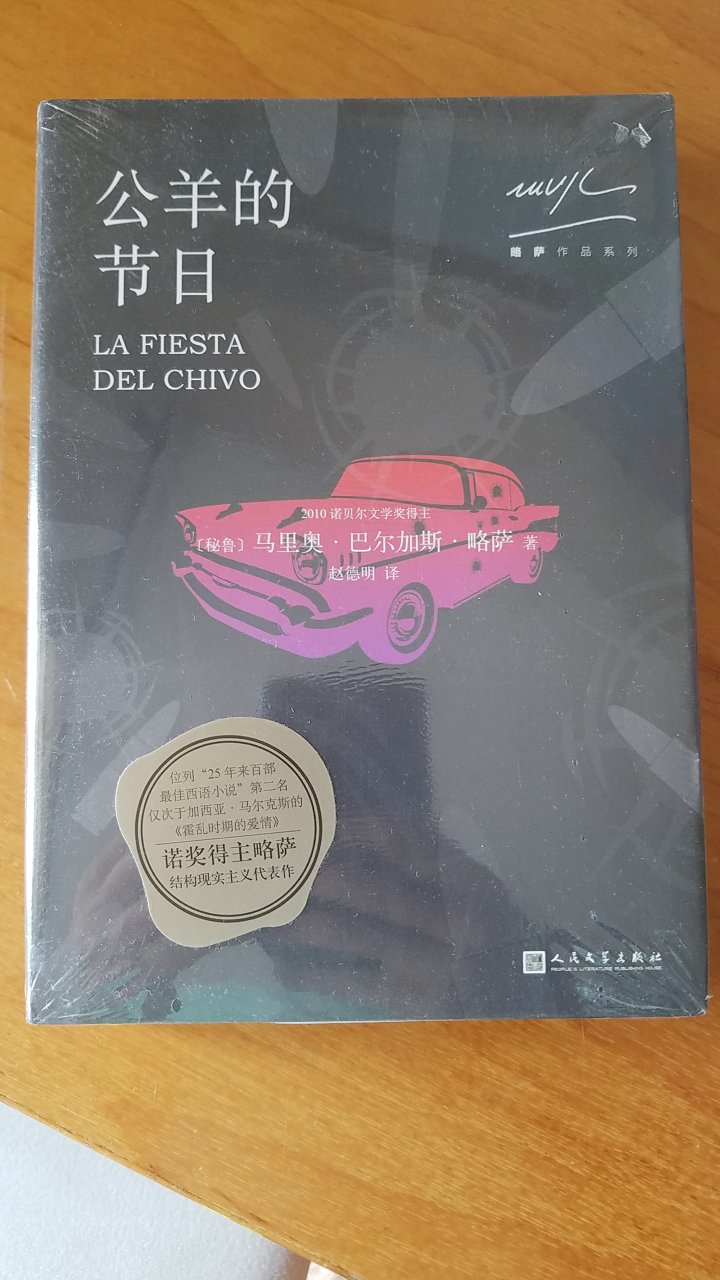 公羊的
节日
LA FIESTA
DEL CHIVO
略萨作品系列
2010 诺贝尔文学奖得主
〔秘鲁〕马里奥·巴尔加斯·略萨 著
赵德明 译
位列“25 年来百部
最佳西语小说”第二名
仅次于加西亚·马尔克斯的
《霍乱时期的爱情》
诺奖得主略萨
结构现实主义代表作
人民文学出版社
PEOPLE'S LITERATURE PUBLISHING HOUSE